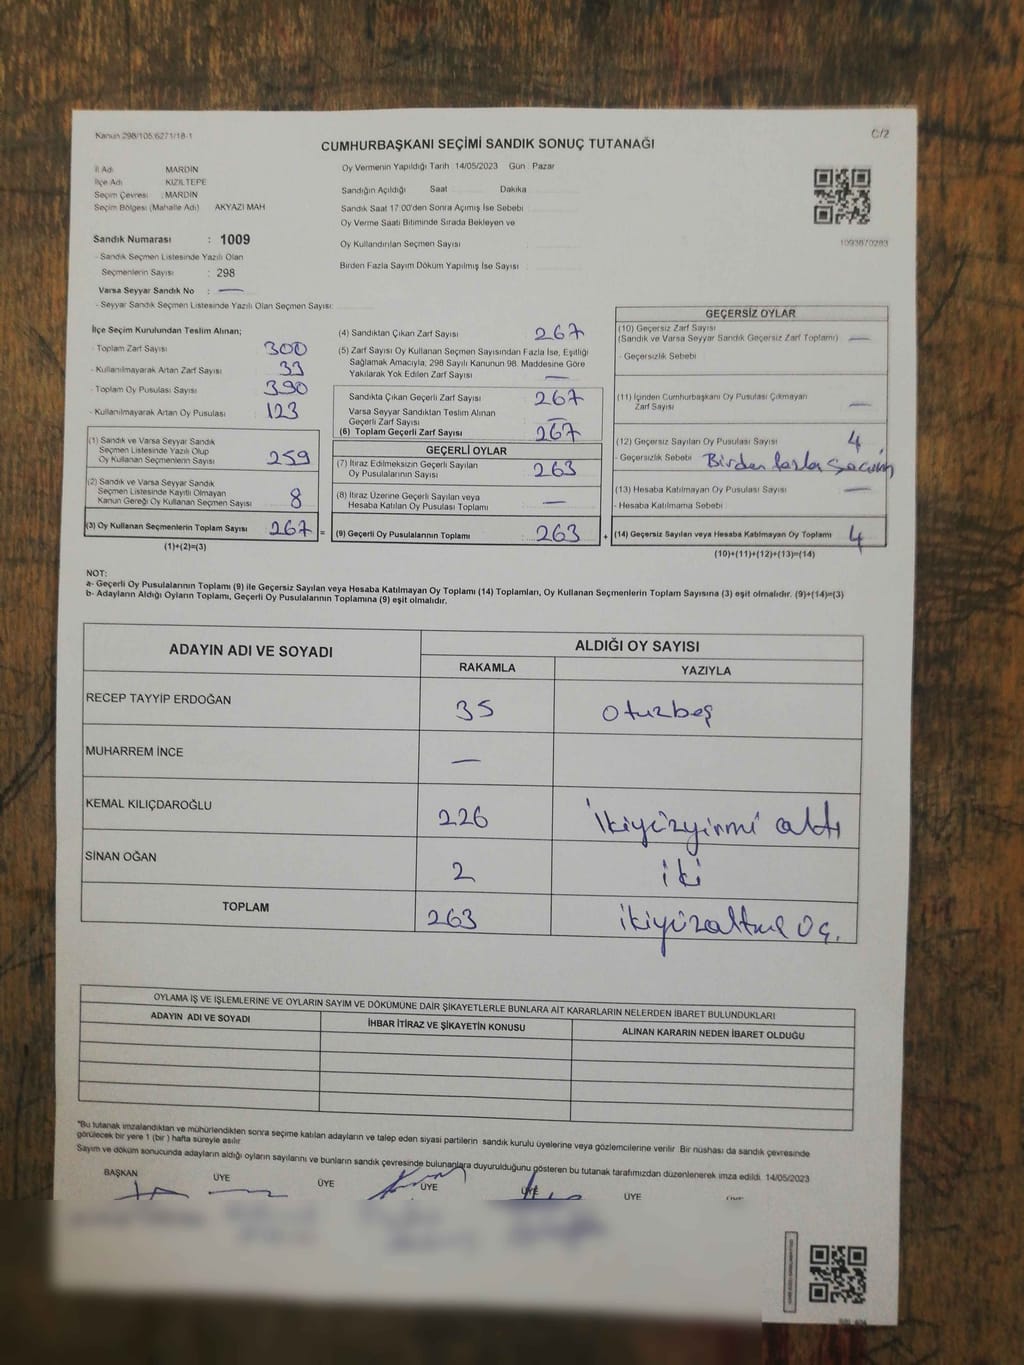 Kanun 298/105,6271/18-1
C/2
CUMHURBAŞKANI SEÇİMİ SANDIK SONUÇ TUTANAĞI
İl Adı MARDİN
İlçe Adı KIZILTEPE
Seçim Çevresi : MARDİN
Seçim Bölgesi (Mahalle Adı) AKYAZI MAH
Sandık Numarası : 1009
- Sandık Seçmen Listesinde Yazılı Olan
Seçmenlerin Sayısı : 298
Varsa Seyyar Sandık No : —
- Seyyar Sandık Seçmen Listesinde Yazılı Olan Seçmen Sayısı:
Oy Vermenin Yapıldığı Tarih : 14/05/2023 Gün : Pazar
Sandığın Açıldığı Saat Dakika
Sandık Saat 17:00'den Sonra Açımış İse Sebebi
Oy Verme Saati Bitiminde Sırada Bekleyen ve
Oy Kullandırılan Seçmen Sayısı
Birden Fazla Sayım Döküm Yapılmış İse Sayısı
1093870283
İlçe Seçim Kurulundan Teslim Alınan;
- Toplam Zarf Sayısı 300
- Kullanılmayarak Artan Zarf Sayısı 33
- Toplam Oy Pusulası Sayısı 390
- Kullanılmayarak Artan Oy Pusulası 123
(1) Sandık ve Varsa Seyyar Sandık
Seçmen Listesinde Yazılı Olup
Oy Kullanan Seçmenlerin Sayısı 259
(2) Sandık ve Varsa Seyyar Sandık
Seçmen Listesinde Kayıtlı Olmayan
Kanun Gereği Oy Kullanan Seçmen Sayısı 8
(3) Oy Kullanan Seçmenlerin Toplam Sayısı 267 =
(1)+(2)=(3)
(4) Sandıktan Çıkan Zarf Sayısı 267
(5) Zarf Sayısı Oy Kullanan Seçmen Sayısından Fazla İse, Eşitliği
Sağlamak Amacıyla, 298 Sayılı Kanunun 98. Maddesine Göre
Yakılarak Yok Edilen Zarf Sayısı —
Sandıkta Çıkan Geçerli Zarf Sayısı 267
Varsa Seyyar Sandıktan Teslim Alınan
Geçerli Zarf Sayısı —
(6) Toplam Geçerli Zarf Sayısı 267
GEÇERLİ OYLAR
(7) İtiraz Edilmeksizin Geçerli Sayılan
Oy Pusulalarının Sayısı 263
(8) İtiraz Üzerine Geçerli Sayılan veya
Hesaba Katılan Oy Pusulası Toplamı —
(9) Geçerli Oy Pusulalarının Toplamı 263 +
GEÇERSİZ OYLAR
(10) Geçersiz Zarf Sayısı
(Sandık ve Varsa Seyyar Sandık Geçersiz Zarf Toplamı) —
- Geçersizlik Sebebi
(11) İçinden Cumhurbaşkanı Oy Pusulası Çıkmayan
Zarf Sayısı —
(12) Geçersiz Sayılan Oy Pusulası Sayısı 4
- Geçersizlik Sebebi Birden fazla seçim
(13) Hesaba Katılmayan Oy Pusulası Sayısı —
- Hesaba Katılmama Sebebi
(14) Geçersiz Sayılan veya Hesaba Katılmayan Oy Toplamı 4
(10)+(11)+(12)+(13)=(14)
NOT:
a- Geçerli Oy Pusulalarının Toplamı (9) ile Geçersiz Sayılan veya Hesaba Katılmayan Oy Toplamı (14) Toplamları, Oy Kullanan Seçmenlerin Toplam Sayısına (3) eşit olmalıdır. (9)+(14)=(3)
b- Adayların Aldığı Oyların Toplamı, Geçerli Oy Pusulalarının Toplamına (9) eşit olmalıdır.
ADAYIN ADI VE SOYADI ALDIĞI OY SAYISI
RAKAMLA YAZIYLA
RECEP TAYYİP ERDOĞAN 35 otuzbeş
MUHARREM İNCE —
KEMAL KILIÇDAROĞLU 226 ikiyüzyirmi altı
SİNAN OĞAN 2 iki
TOPLAM 263 ikiyüzaltmış üç.
OYLAMA İŞ VE İŞLEMLERİNE VE OYLARIN SAYIM VE DÖKÜMÜNE DAİR ŞİKAYETLERLE BUNLARA AİT KARARLARIN NELERDEN İBARET BULUNDUKLARI
ADAYIN ADI VE SOYADI İHBAR İTİRAZ VE ŞİKAYETİN KONUSU ALINAN KARARIN NEDEN İBARET OLDUĞU
*Bu tutanak imzalandıktan ve mühürlendikten sonra seçime katılan adayların ve talep eden siyasi partilerin sandık kurulu üyelerine veya gözlemcilerine verilir. Bir nüshası da sandık çevresinde
görülecek bir yere 1 (bir) hafta süreyle asılır
Sayım ve döküm sonucunda adayların aldığı oyların sayılarını ve bunların sandık çevresinde bulunanlara duyurulduğunu gösteren bu tutanak tarafımızdan düzenlenerek imza edildi. 14/05/2023
BAŞKAN ÜYE ÜYE ÜYE ÜYE ÜYE